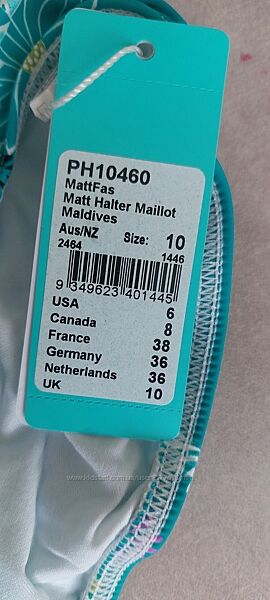 PH10460
MattFas
Matt Halter Maillot
Maldives
Aus/NZ Size: 10
2464 1446
9 349623 401445
USA 6
Canada 8
France 38
Germany 36
Netherlands 36
UK 10